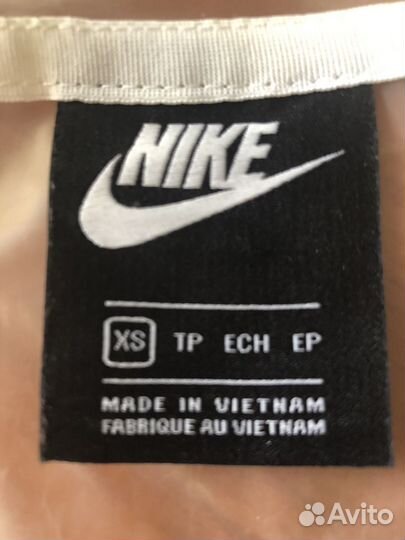 NIKE
XS TP ECH EP
MADE IN VIETNAM
FABRIQUE AU VIETNAM
Avito